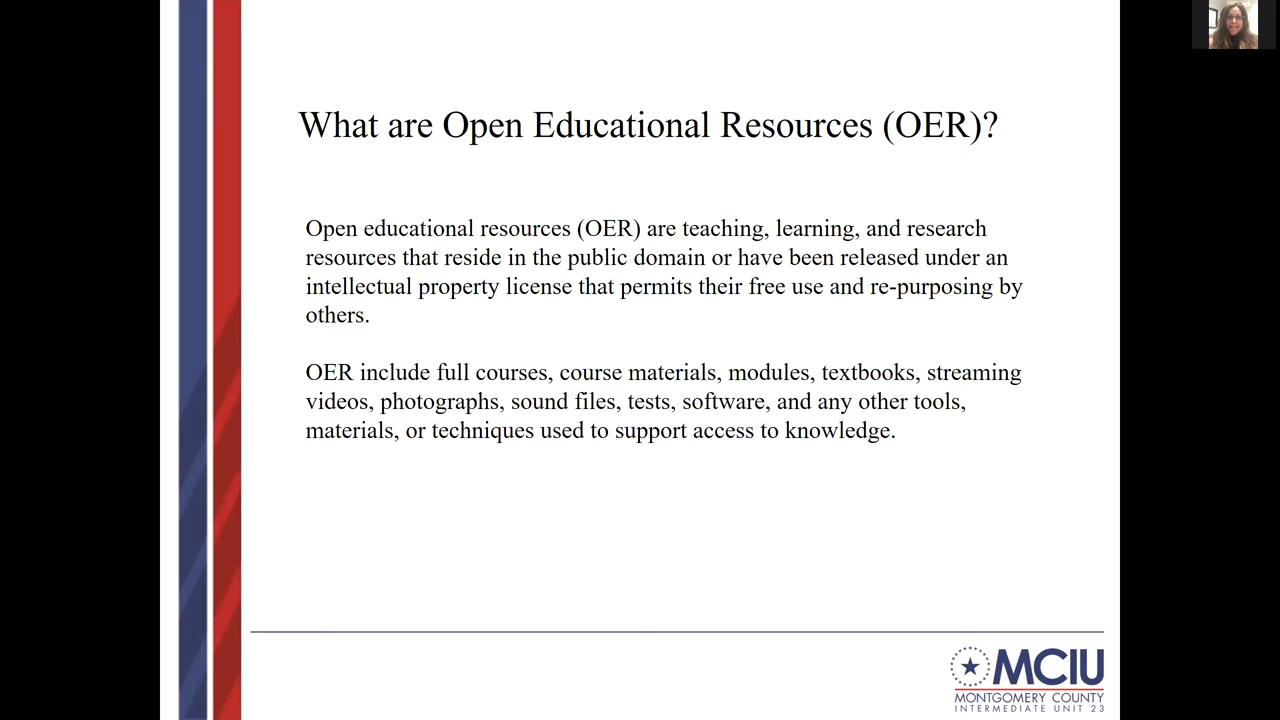 What are Open Educational Resources (OER)?
Open educational resources (OER) are teaching, learning, and research
resources that reside in the public domain or have been released under an
intellectual property license that permits their free use and re-purposing by
others.
OER include full courses, course materials, modules, textbooks, streaming
videos, photographs, sound files, tests, software, and any other tools,
materials, or techniques used to support access to knowledge.
MCIU
MONTGOMERY COUNTY
INTERMEDIATE UNIT 23